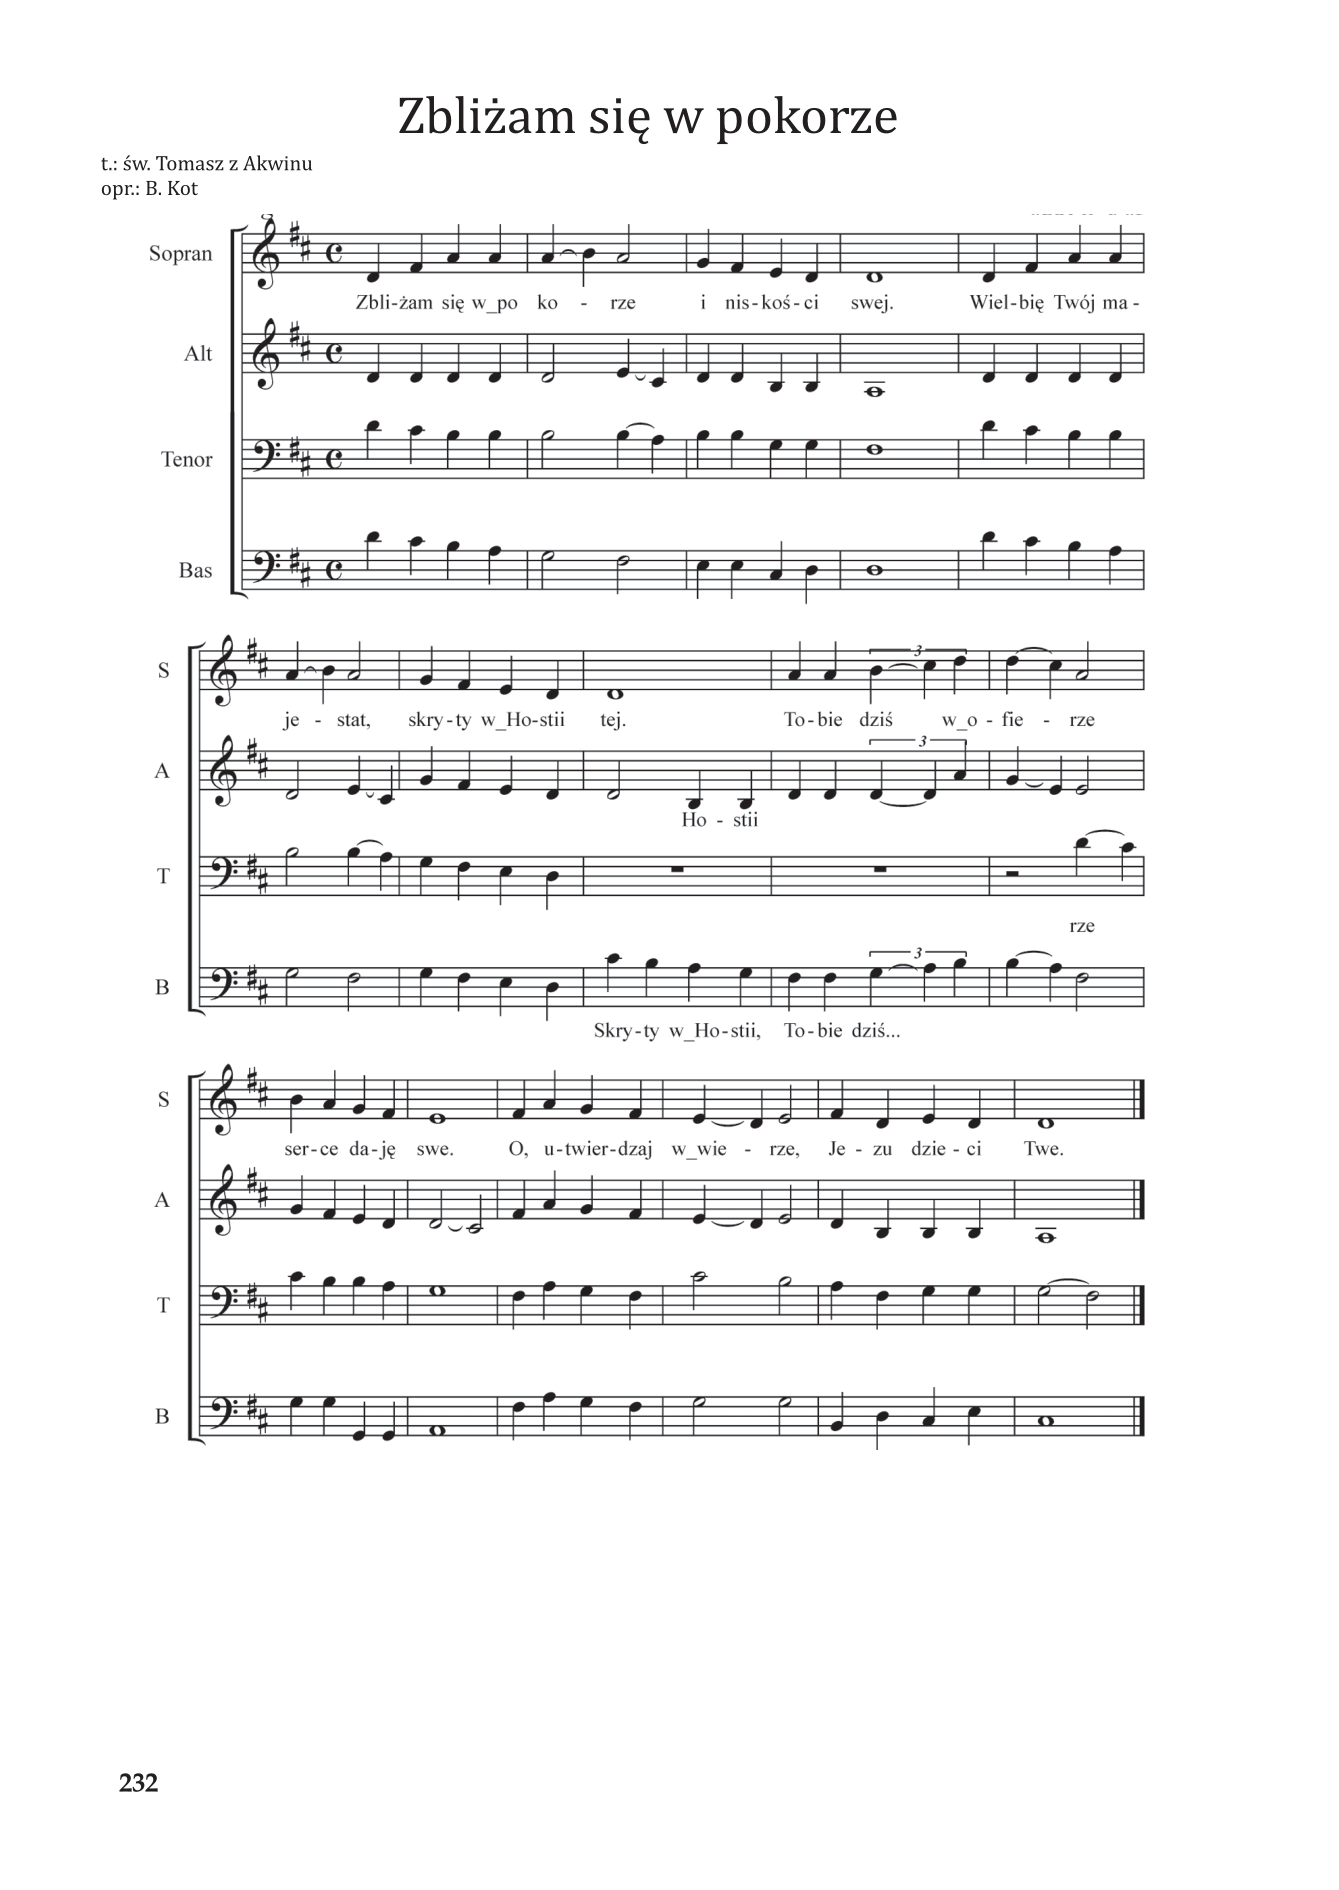 Zbliżam się w pokorze
t.: św. Tomasz z Akwinu
opr.: B. Kot
Sopran
Zbli-żam się w_po ko - rze i nis-koś-ci swej. Wiel-bię Twój ma-
Alt
Tenor
Bas
S
3
je - stat, skry-ty w_Ho-stii tej. To-bie dziś w_o-fie - rze
A
3
Ho - stii
T
rze
B
3
Skry-ty w_Ho-stii, To-bie dziś...
S
ser-ce da-ję swe. O, u-twier-dzaj w_wie - rze, Je - zu dzie - ci Twe.
A
T
B
232